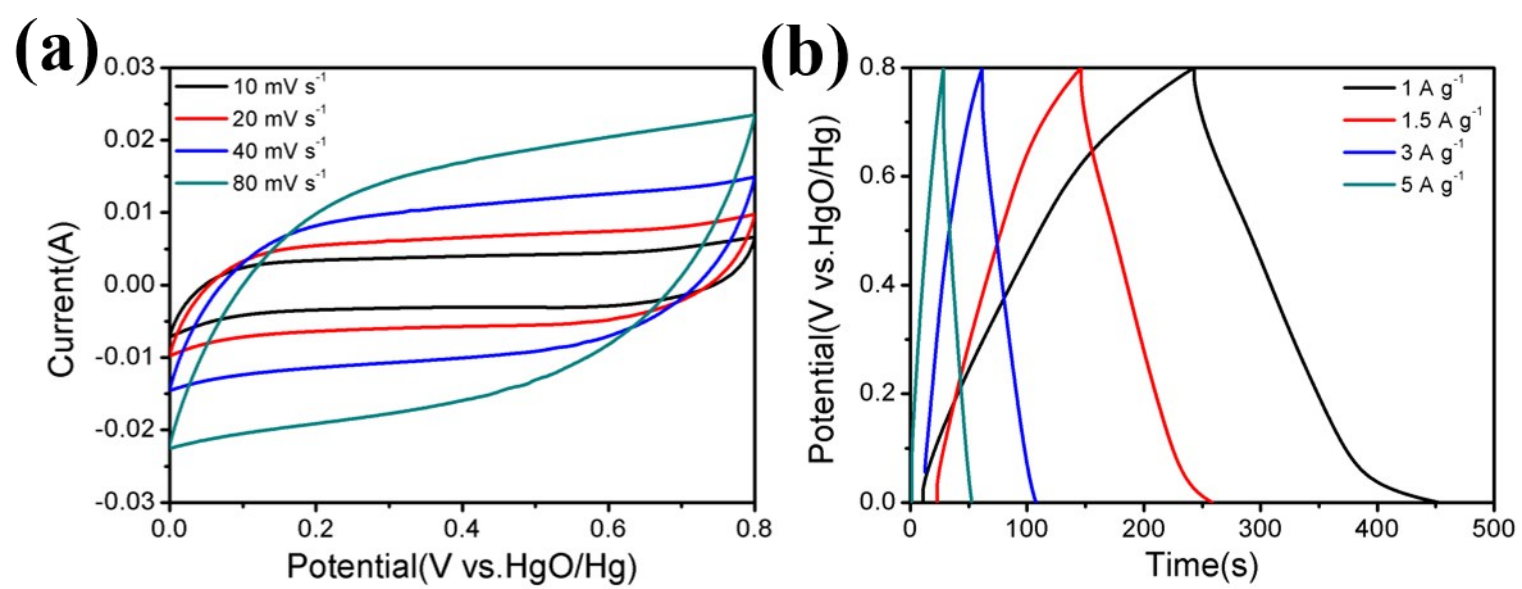 (a)
0.03
0.02
0.01
0.00
-0.01
-0.02
-0.03
Current(A)
10 mV s⁻¹
20 mV s⁻¹
40 mV s⁻¹
80 mV s⁻¹
0.0 0.2 0.4 0.6 0.8
Potential(V vs.HgO/Hg)
(b)
0.8
0.6
0.4
0.2
0.0
Potential(V vs.HgO/Hg)
1 A g⁻¹
1.5 A g⁻¹
3 A g⁻¹
5 A g⁻¹
0 100 200 300 400 500
Time(s)